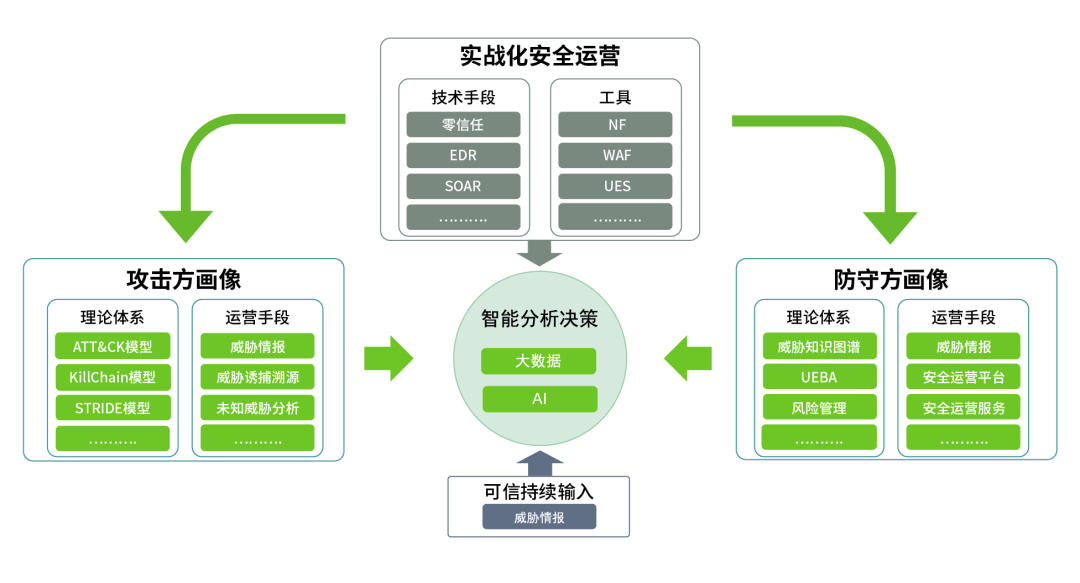 实战化安全运营
技术手段
零信任
EDR
SOAR
……….
工具
NF
WAF
UES
……….
攻击方画像
理论体系
ATT&CK模型
KillChain模型
STRIDE模型
……….
运营手段
威胁情报
威胁诱捕溯源
未知威胁分析
……….
智能分析决策
大数据
AI
防守方画像
理论体系
威胁知识图谱
UEBA
风险管理
……….
运营手段
威胁情报
安全运营平台
安全运营服务
……….
可信持续输入
威胁情报